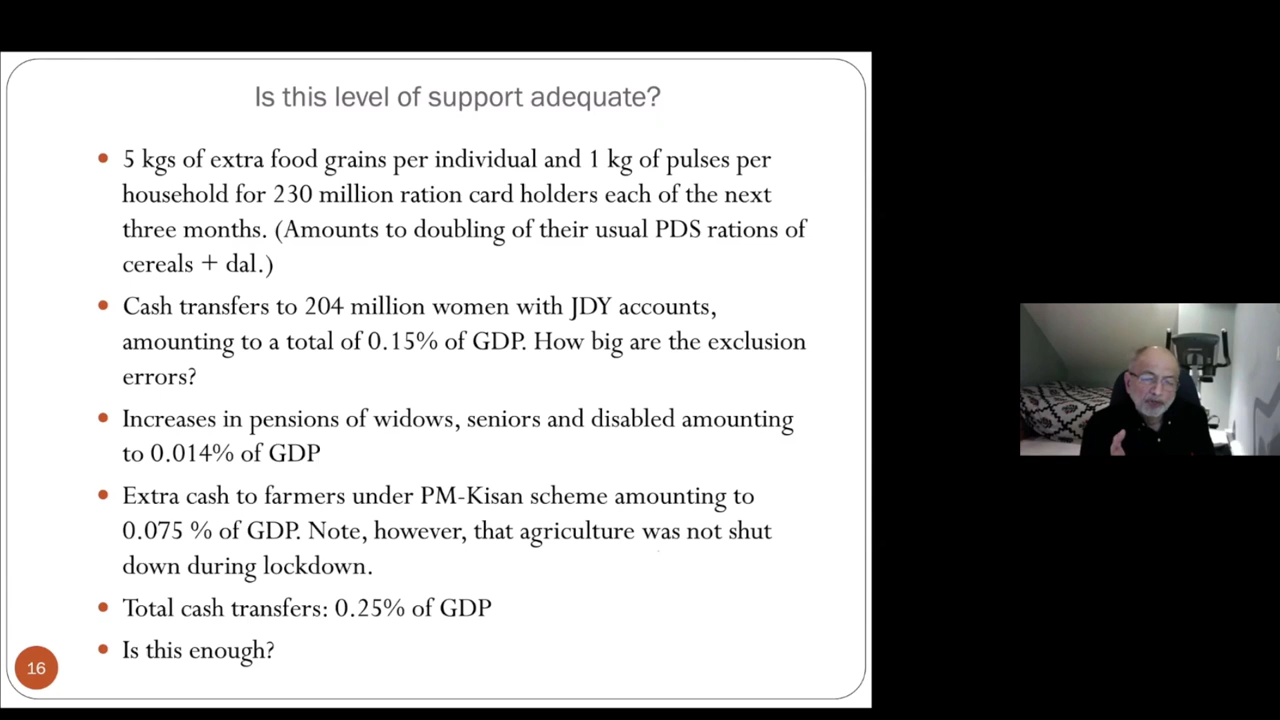 Is this level of support adequate?
• 5 kgs of extra food grains per individual and 1 kg of pulses per
household for 230 million ration card holders each of the next
three months. (Amounts to doubling of their usual PDS rations of
cereals + dal.)
• Cash transfers to 204 million women with JDY accounts,
amounting to a total of 0.15% of GDP. How big are the exclusion
errors?
• Increases in pensions of widows, seniors and disabled amounting
to 0.014% of GDP
• Extra cash to farmers under PM-Kisan scheme amounting to
0.075 % of GDP. Note, however, that agriculture was not shut
down during lockdown.
• Total cash transfers: 0.25% of GDP
• Is this enough?
16